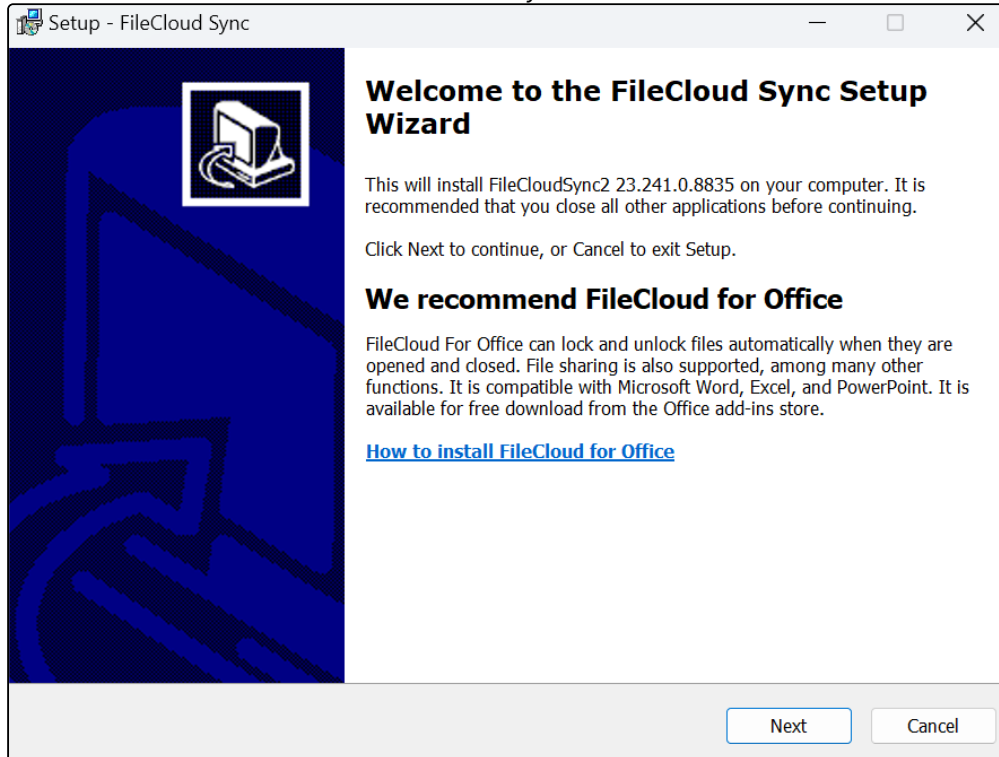 Setup - FileCloud Sync
Welcome to the FileCloud Sync Setup
Wizard
This will install FileCloudSync2 23.241.0.8835 on your computer. It is
recommended that you close all other applications before continuing.
Click Next to continue, or Cancel to exit Setup.
We recommend FileCloud for Office
FileCloud For Office can lock and unlock files automatically when they are
opened and closed. File sharing is also supported, among many other
functions. It is compatible with Microsoft Word, Excel, and PowerPoint. It is
available for free download from the Office add-ins store.
How to install FileCloud for Office
Next
Cancel